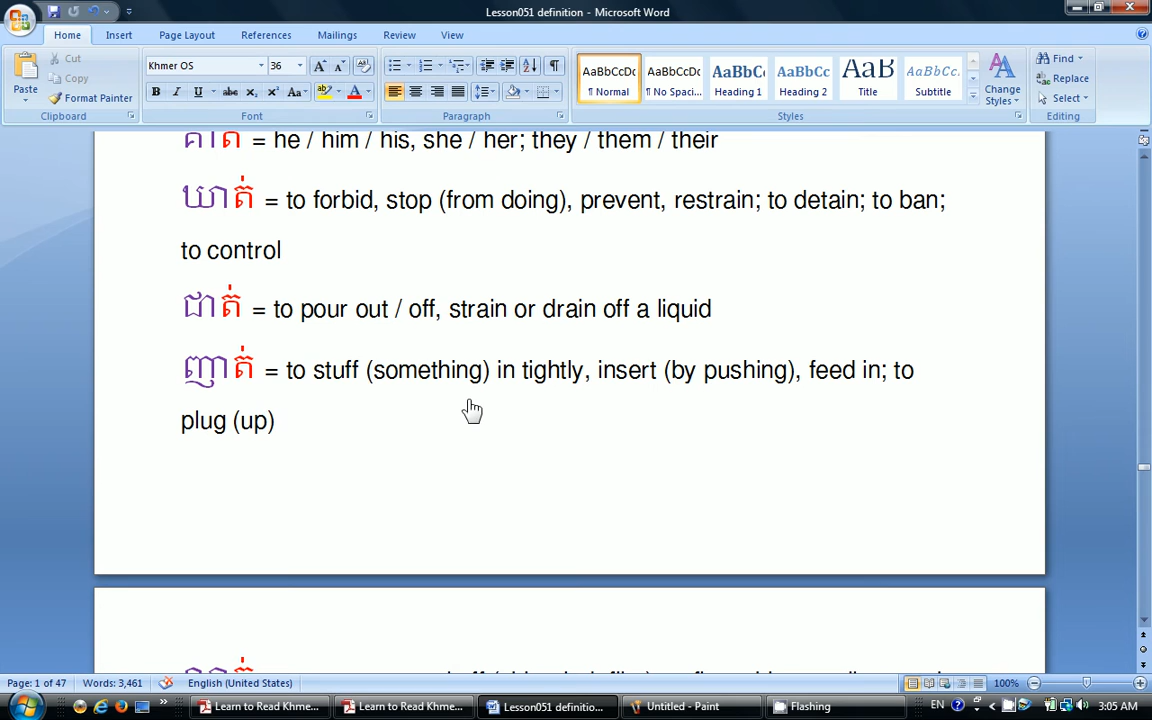 Lesson051 definition - Microsoft Word
Home Insert Page Layout References Mailings Review View
Paste Cut Copy Format Painter Clipboard
Khmer OS 36 Font
Paragraph
AaBbCcDc ¶ Normal
AaBbCcDc ¶ No Spaci...
AaBbC Heading 1
AaBbCc Heading 2
AaB Title
AaBbCc. Subtitle
Change Styles Styles
Find Replace Select Editing
គាត់ = he / him / his, she / her; they / them / their
ឃាត់ = to forbid, stop (from doing), prevent, restrain; to detain; to ban;
to control
ជាត់ = to pour out / off, strain or drain off a liquid
ញាត់ = to stuff (something) in tightly, insert (by pushing), feed in; to
plug (up)
Page: 1 of 47 Words: 3,461 English (United States) 100%
Learn to Read Khme... Learn to Read Khme... Lesson051 definitio... Untitled - Paint Flashing EN 3:05 AM